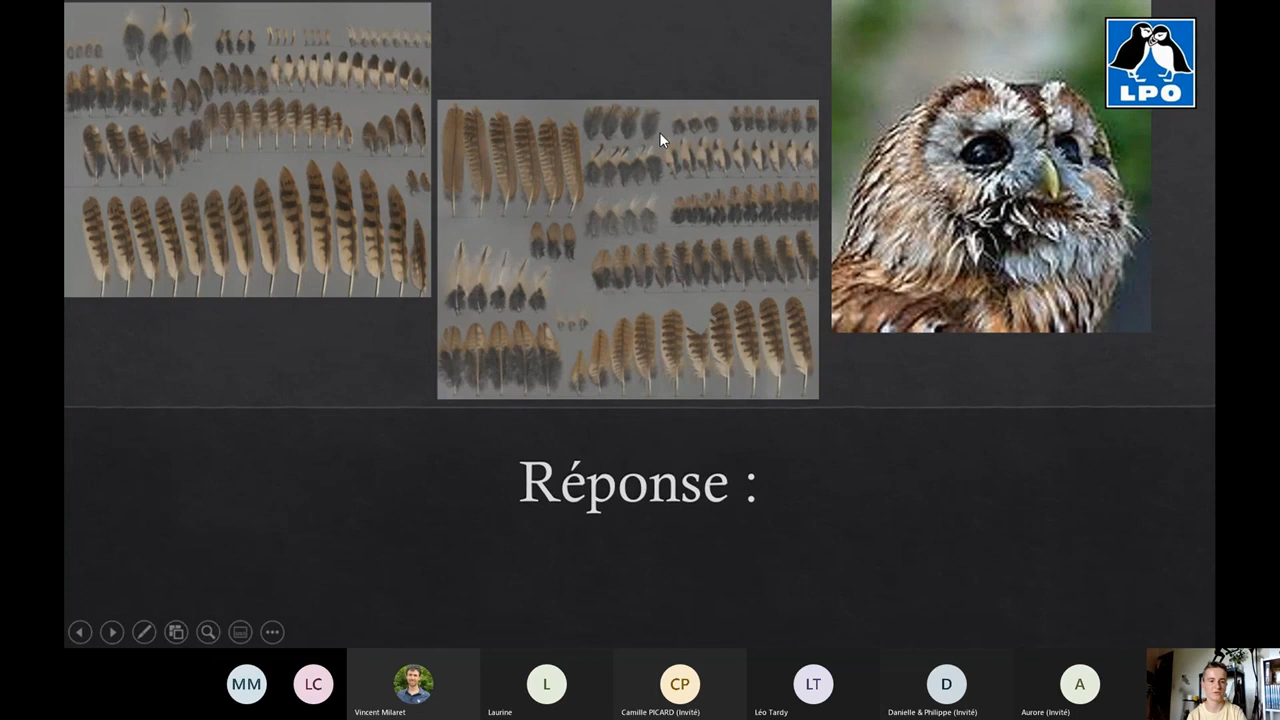 LPO
Réponse :
MM
LC
Vincent Milaret
L
Laurine
CP
Camille PICARD (Invité)
LT
Léo Tardy
D
Danielle & Philippe (Invité)
A
Aurore (Invité)